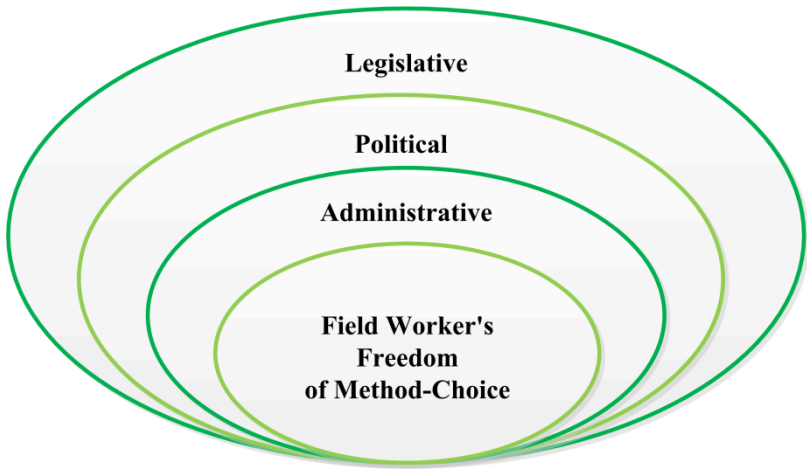 Legislative
Political
Administrative
Field Worker's
Freedom
of Method-Choice